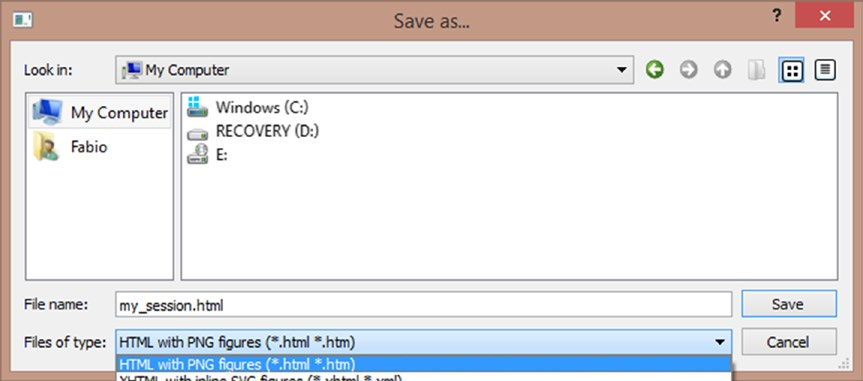 Save as...
?
Look in:
My Computer
My Computer
Fabio
Windows (C:)
RECOVERY (D:)
E:
File name:
my_session.html
Save
Files of type:
HTML with PNG figures (*.html *.htm)
Cancel
HTML with PNG figures (*.html *.htm)
XHTML with inline SVG figures (*.xhtml *.xml)